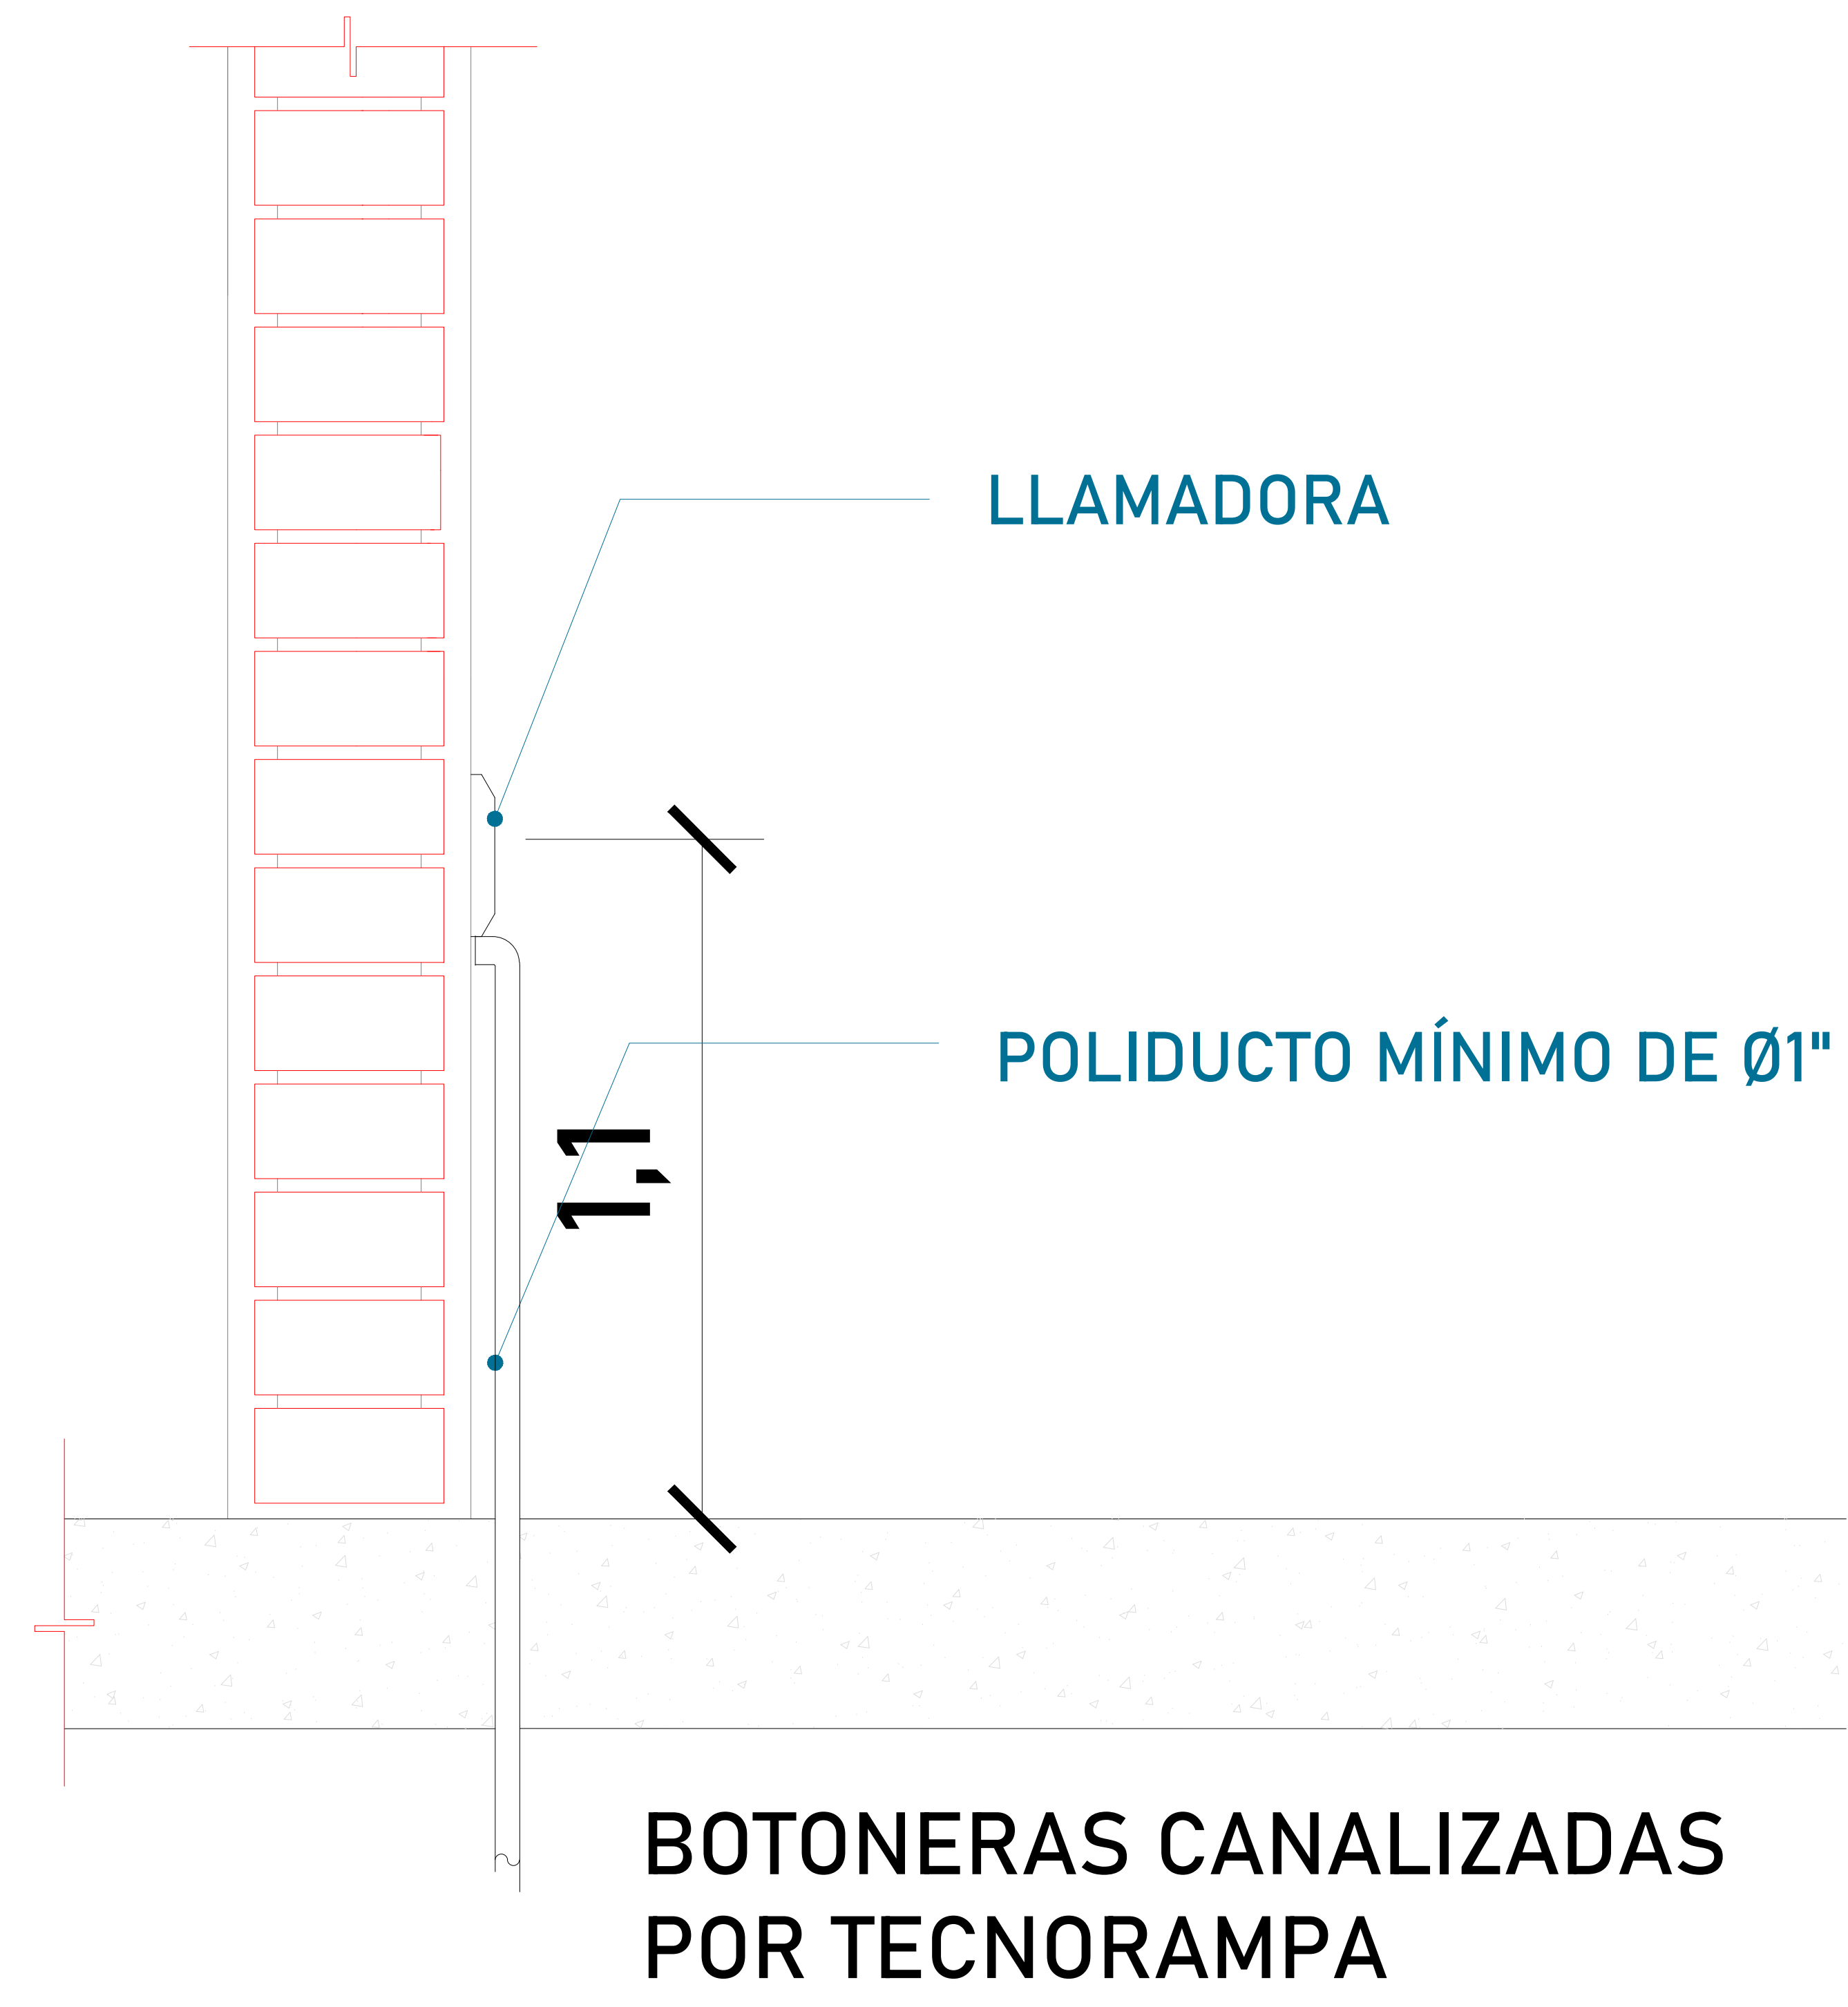 LLAMADORA
POLIDUCTO MÍNIMO DE Ø1"
1,1
BOTONERAS CANALIZADAS
POR TECNORAMPA